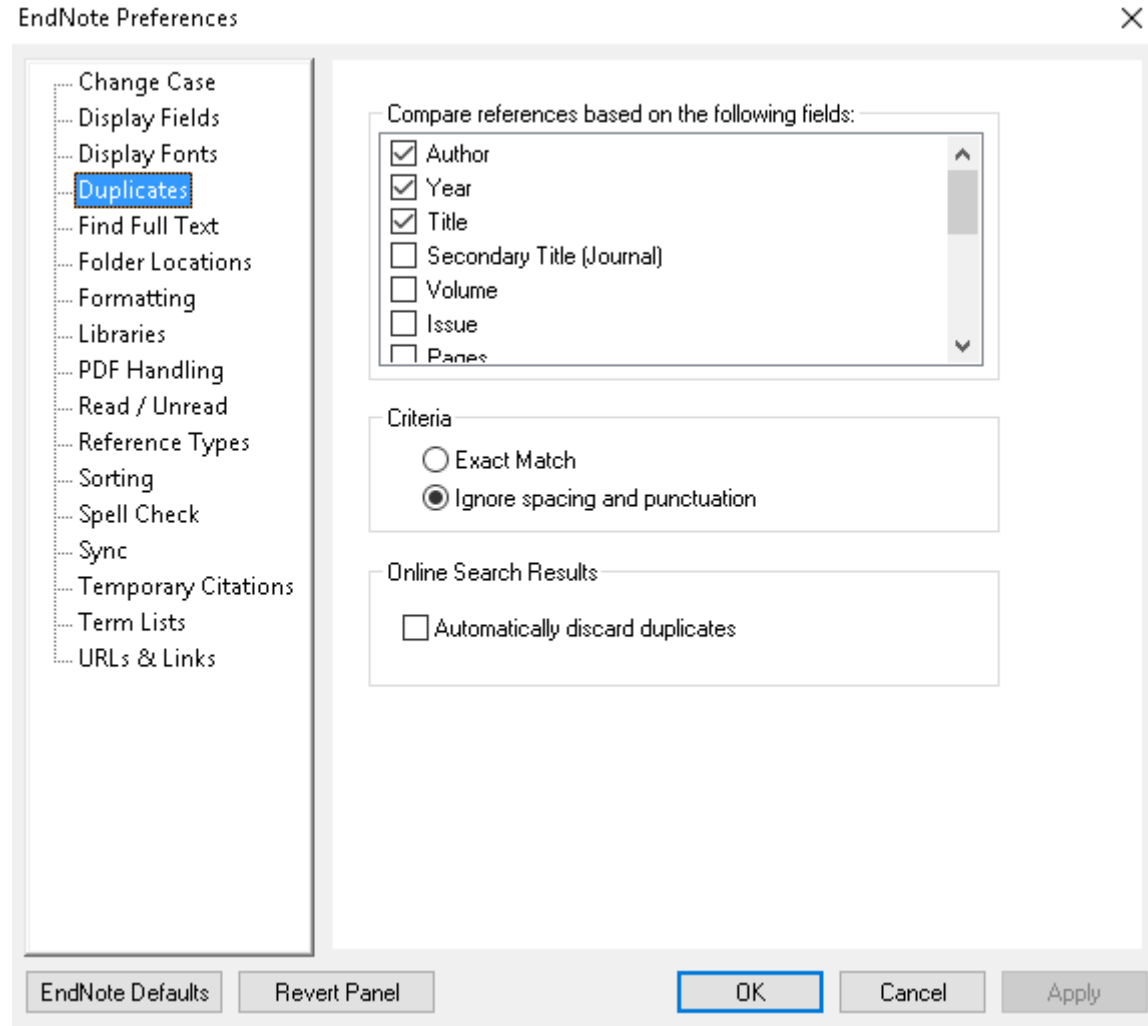 EndNote Preferences
Change Case
Display Fields
Display Fonts
Duplicates
Find Full Text
Folder Locations
Formatting
Libraries
PDF Handling
Read / Unread
Reference Types
Sorting
Spell Check
Sync
Temporary Citations
Term Lists
URLs & Links
Compare references based on the following fields:
Author
Year
Title
Secondary Title (Journal)
Volume
Issue
Pages
Criteria
Exact Match
Ignore spacing and punctuation
Online Search Results
Automatically discard duplicates
EndNote Defaults
Revert Panel
OK
Cancel
Apply